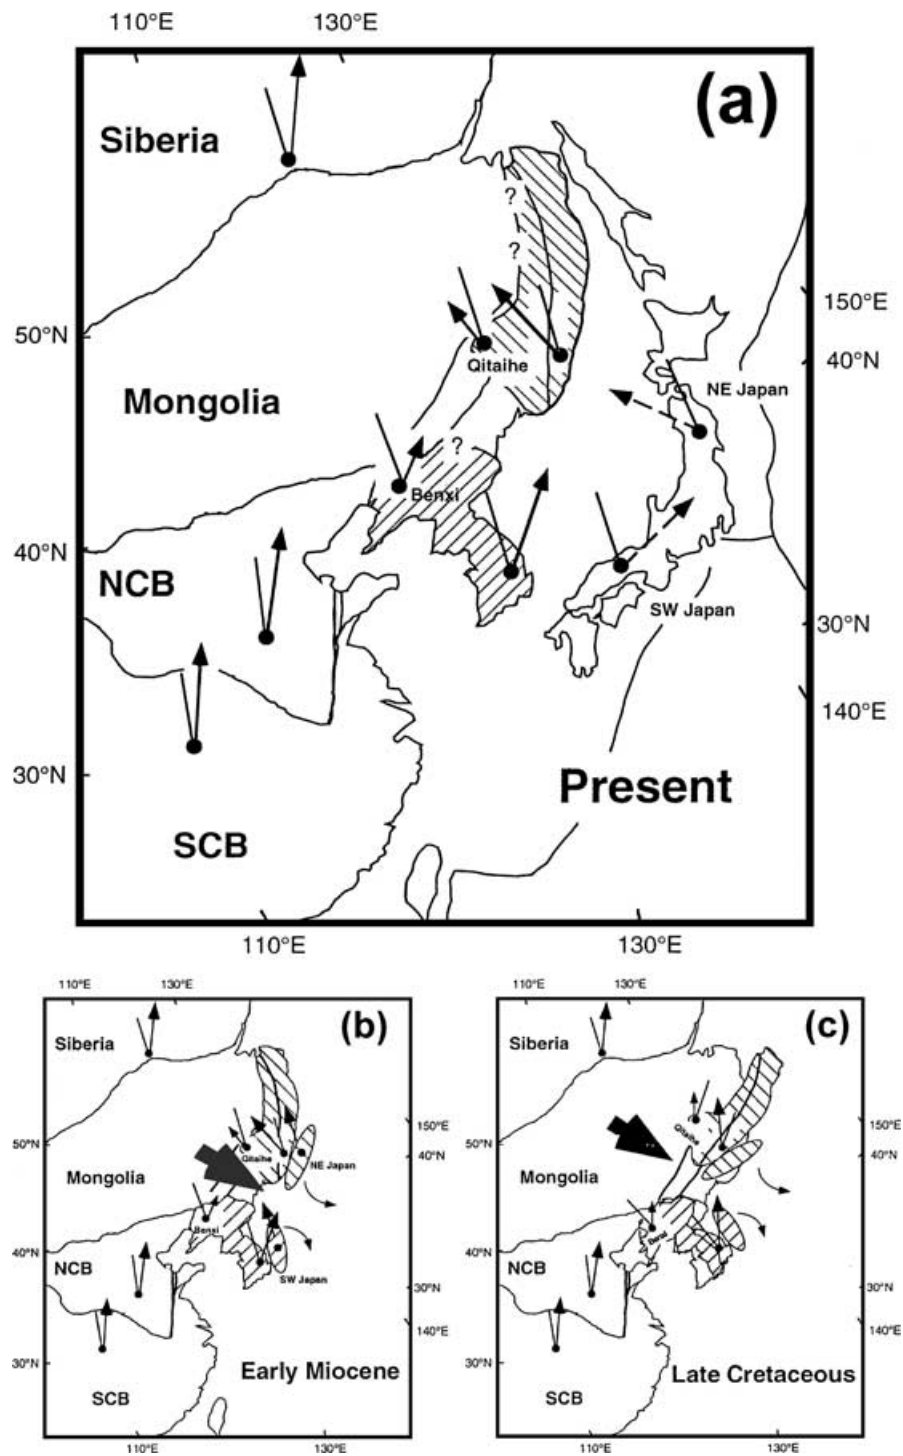 110°E 130°E
(a)
Siberia
?
?
150°E
50°N
40°N
Qitaihe
NE Japan
Mongolia
?
Benxi
40°N
NCB
SW Japan
30°N
140°E
30°N
Present
SCB
110°E 130°E
110°E 130°E
(b)
Siberia
150°E
50°N
40°N
Qitaihe
NE Japan
Mongolia
Benxi
40°N
NCB
SW Japan
30°N
140°E
30°N
Early Miocene
SCB
110°E 130°E
110°E 130°E
(c)
Siberia
150°E
Qitaihe
50°N
40°N
Mongolia
Benxi
40°N
NCB
30°N
140°E
30°N
Late Cretaceous
SCB
110°E 130°E